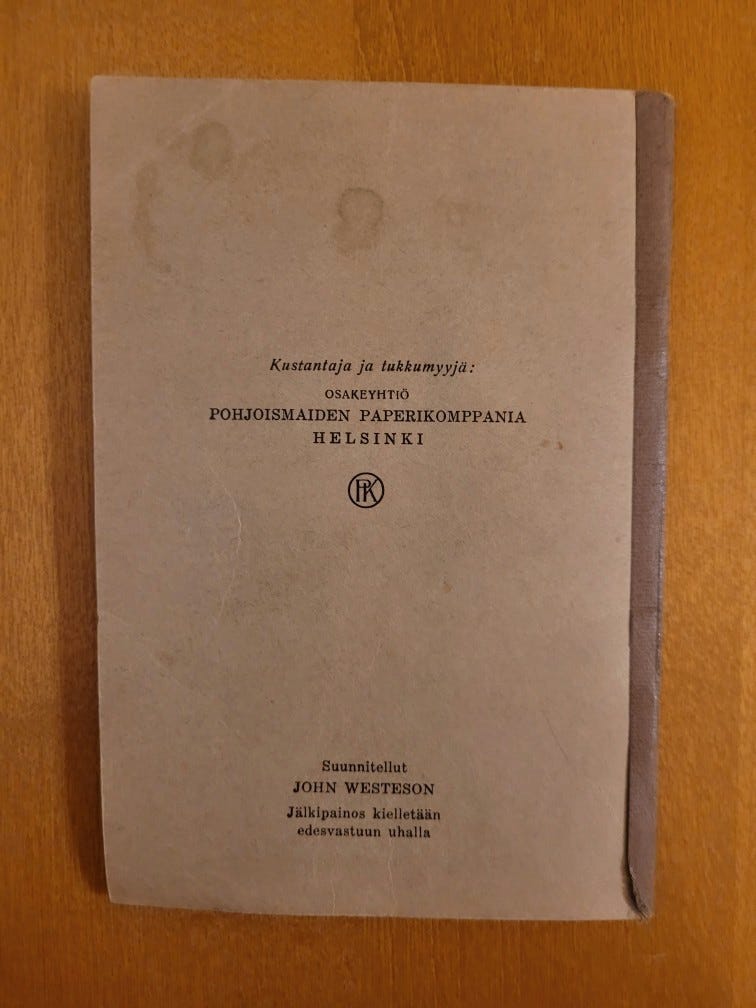 Kustantaja ja tukkumyyjä:
OSAKEYHTIÖ
POHJOISMAIDEN PAPERIKOMPPANIA
HELSINKI
PK
Suunnitellut
JOHN WESTESON
Jälkipainos kielletään
edesvastuun uhalla